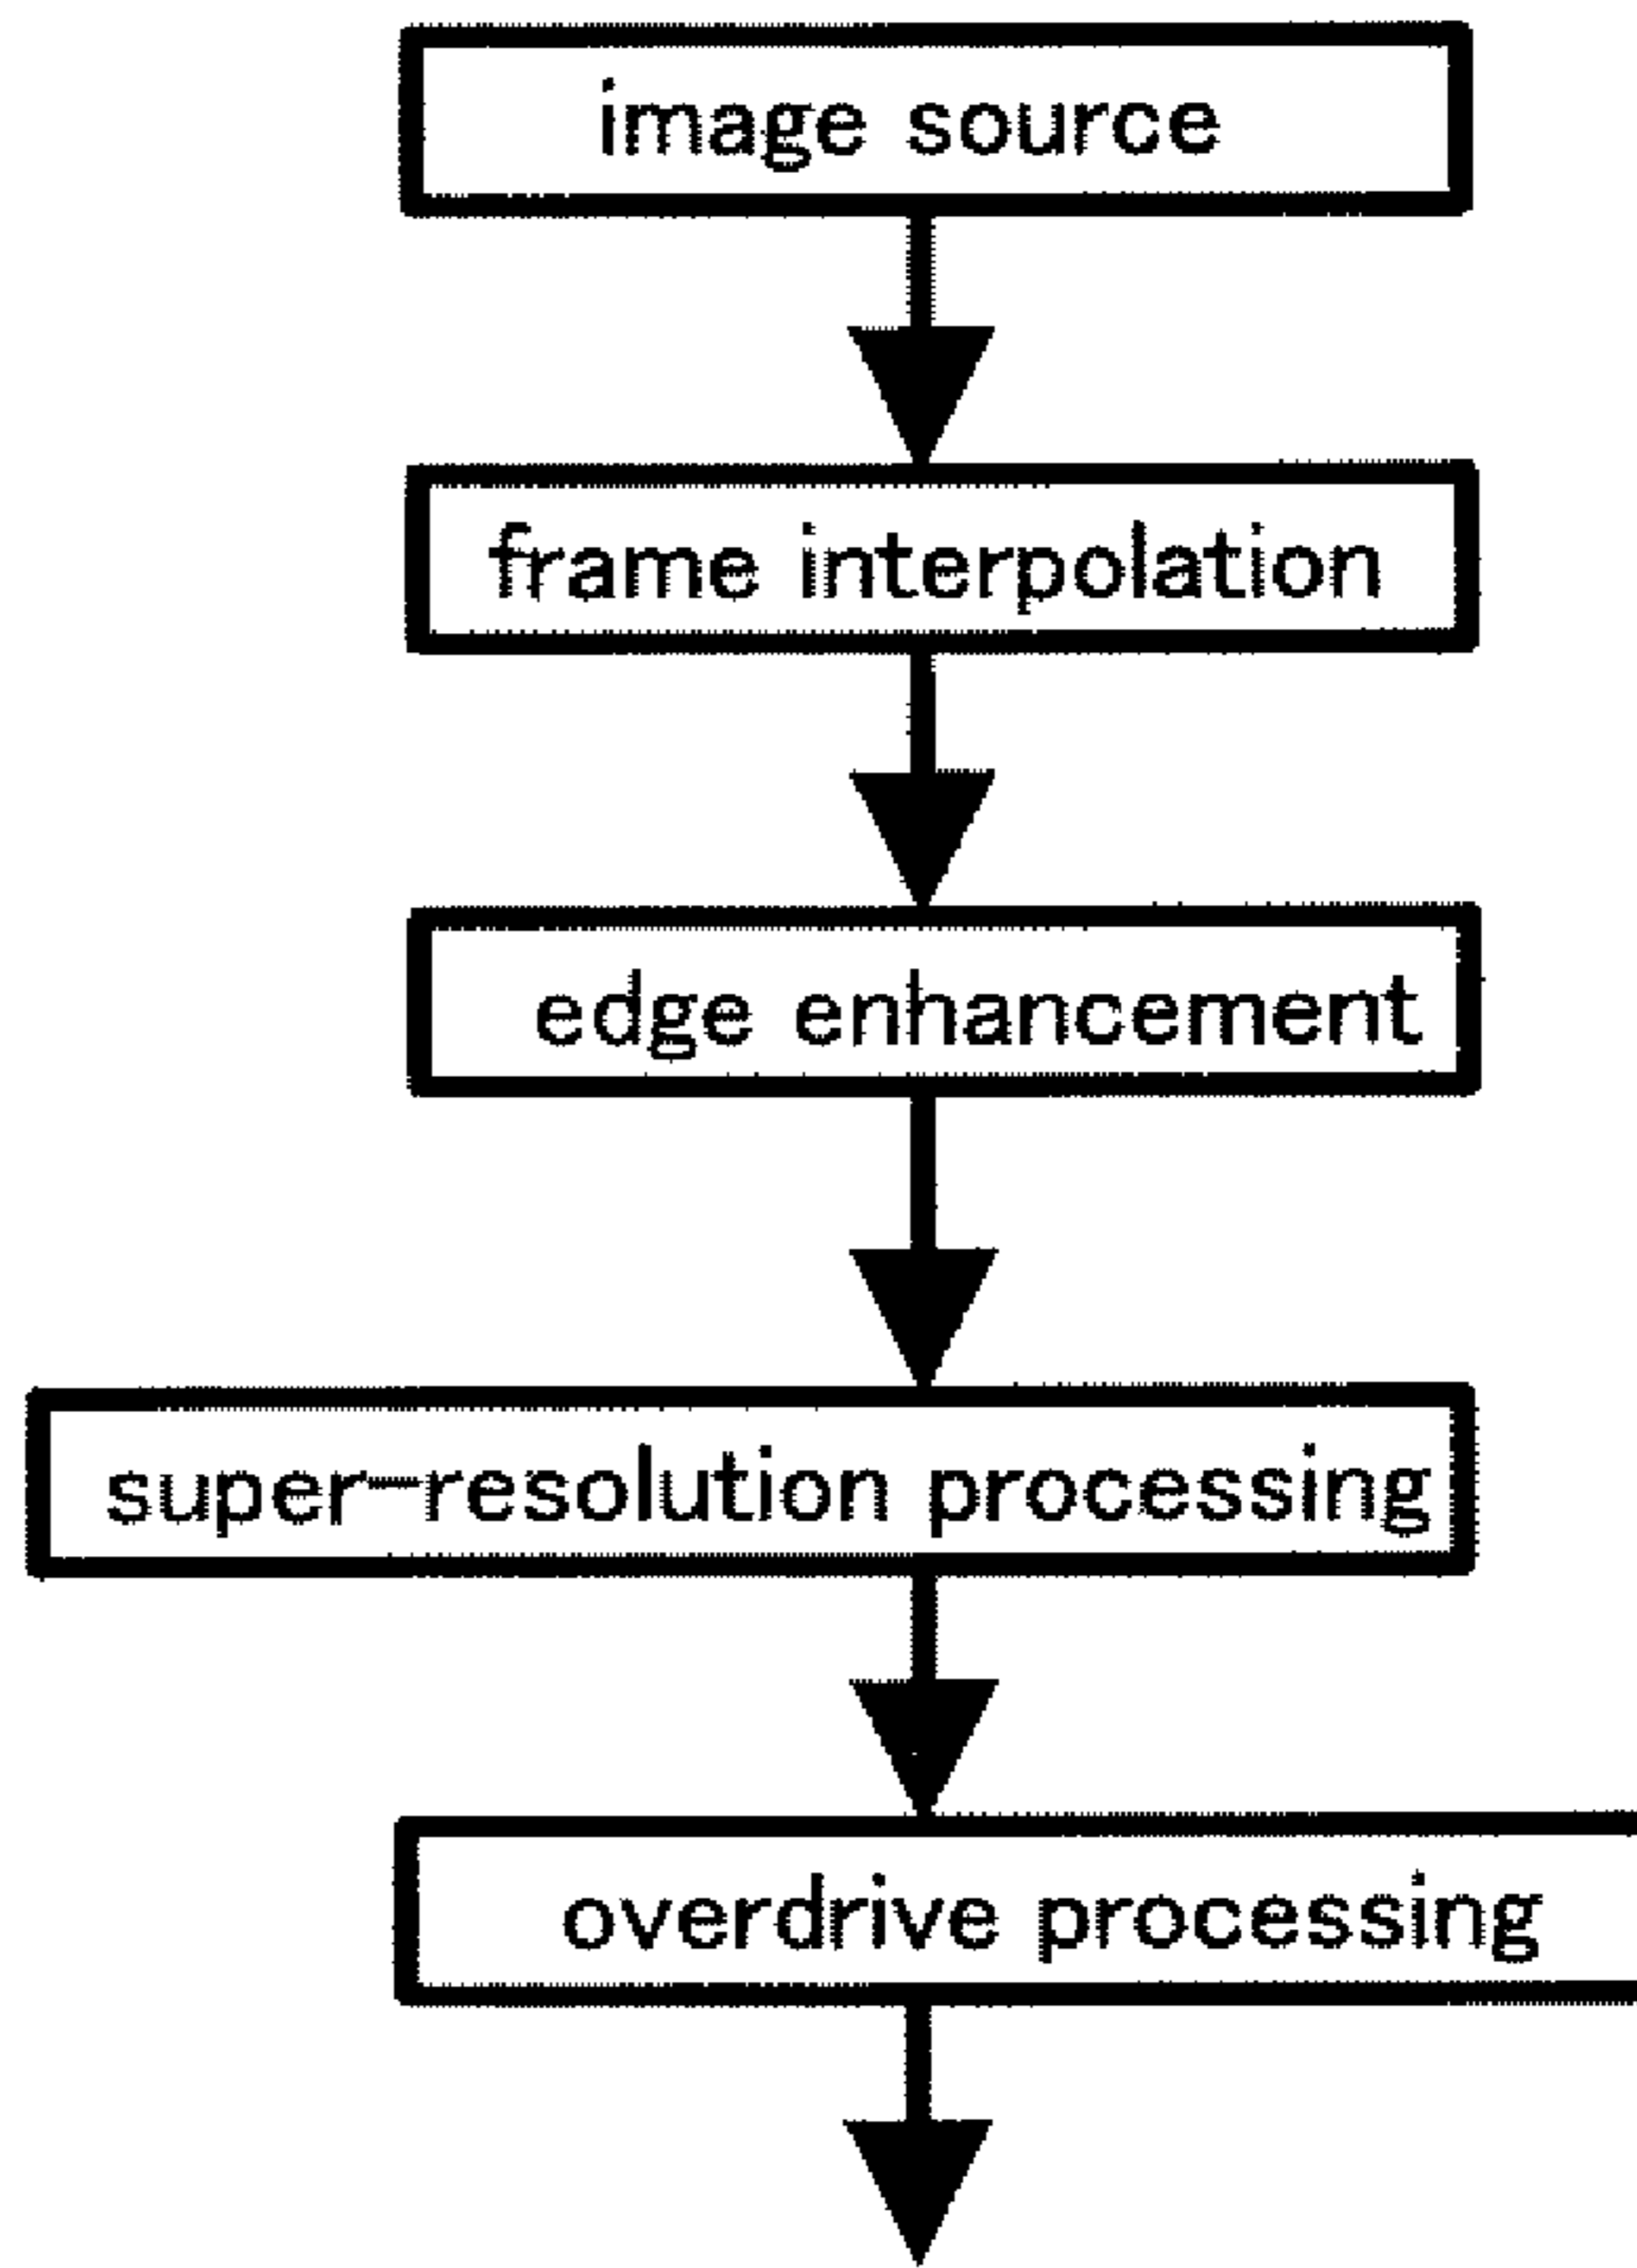 image source
frame interpolation
edge enhancement
super-resolution processing
overdrive processing